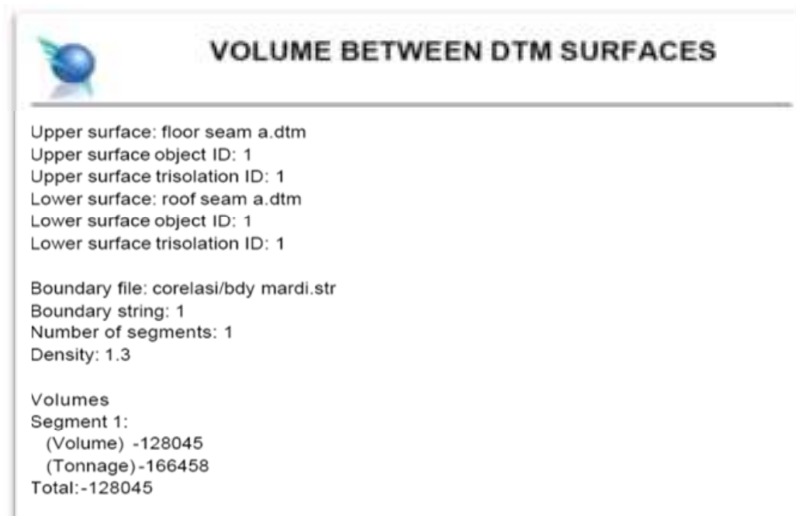 VOLUME BETWEEN DTM SURFACES
Upper surface: floor seam a.dtm
Upper surface object ID: 1
Upper surface trisolation ID: 1
Lower surface: roof seam a.dtm
Lower surface object ID: 1
Lower surface trisolation ID: 1
Boundary file: corelasi/bdy mardi.str
Boundary string: 1
Number of segments: 1
Density: 1.3
Volumes
Segment 1:
(Volume) -128045
(Tonnage)-166458
Total:-128045